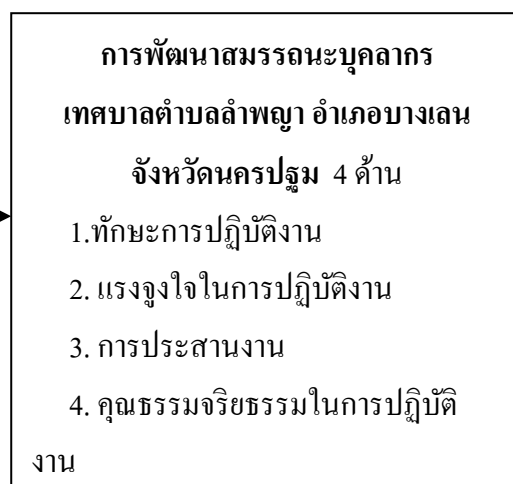 การพัฒนาสมรรถนะบุคลากร
เทศบาลตำบลลำพญา อำเภอบางเลน
จังหวัดนครปฐม 4 ด้าน
1.ทักษะการปฏิบัติงาน
2. แรงจูงใจในการปฏิบัติงาน
3. การประสานงาน
4. คุณธรรมจริยธรรมในการปฏิบัติ
งาน